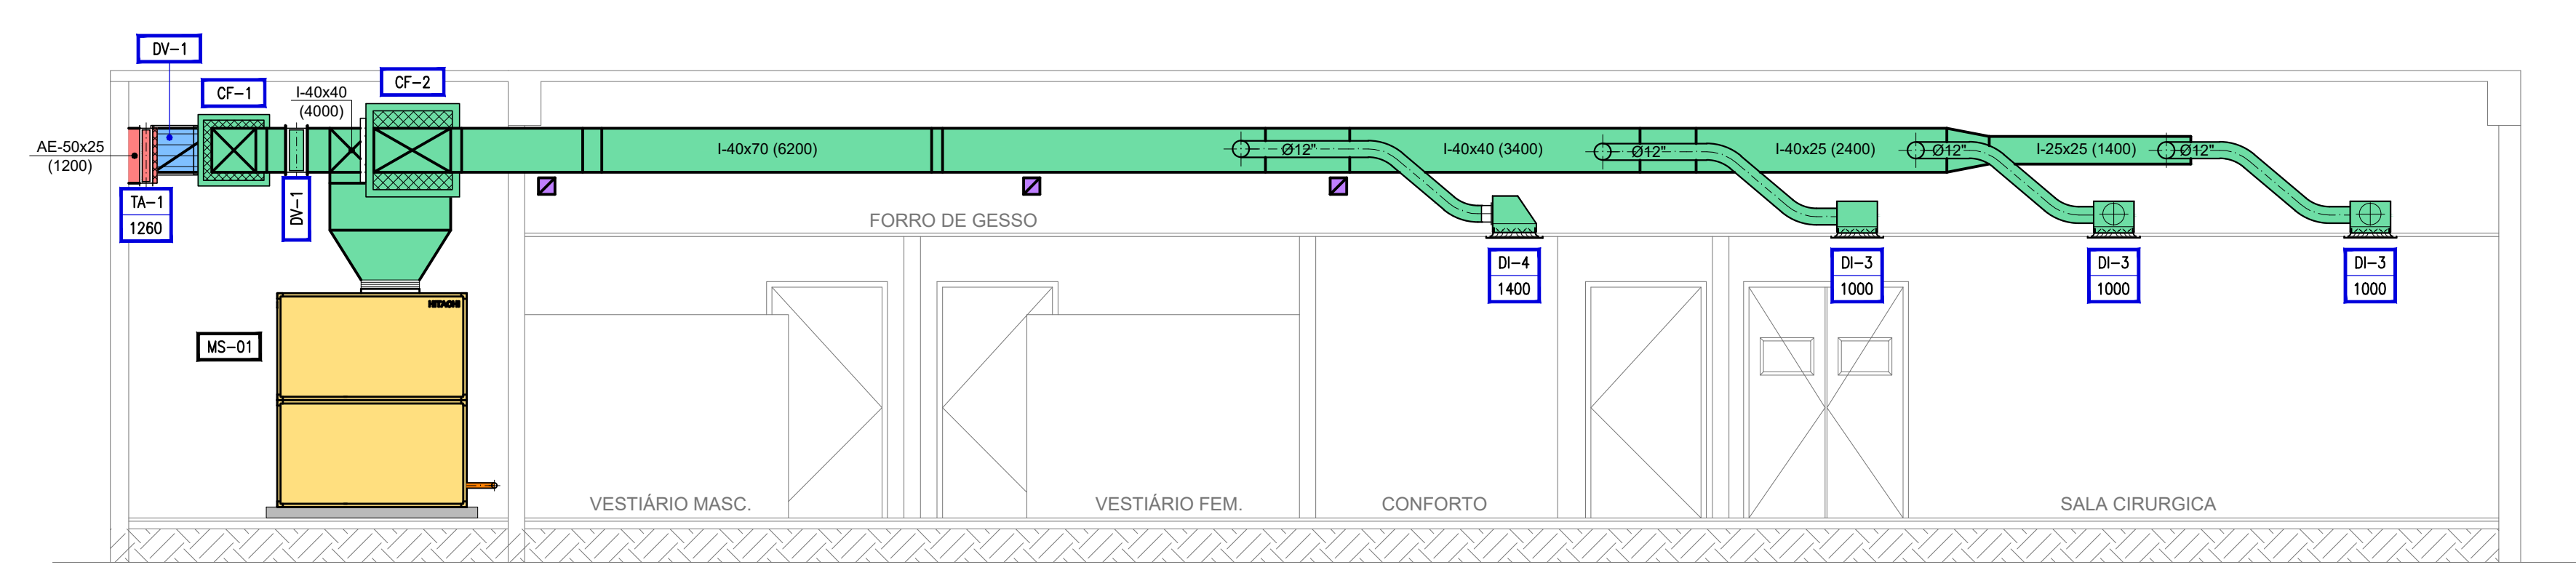 DV-1
CF-1
I-40x40
(4000)
CF-2
AE-50x25
(1200)
TA-1
1260
DV-1
I-40x70 (6200)
Ø12"
I-40x40 (3400)
Ø12"
I-40x25 (2400)
Ø12"
I-25x25 (1400)
Ø12"
FORRO DE GESSO
DI-4
1400
DI-3
1000
DI-3
1000
DI-3
1000
HITACHI
MS-01
VESTIÁRIO MASC.
VESTIÁRIO FEM.
CONFORTO
SALA CIRURGICA